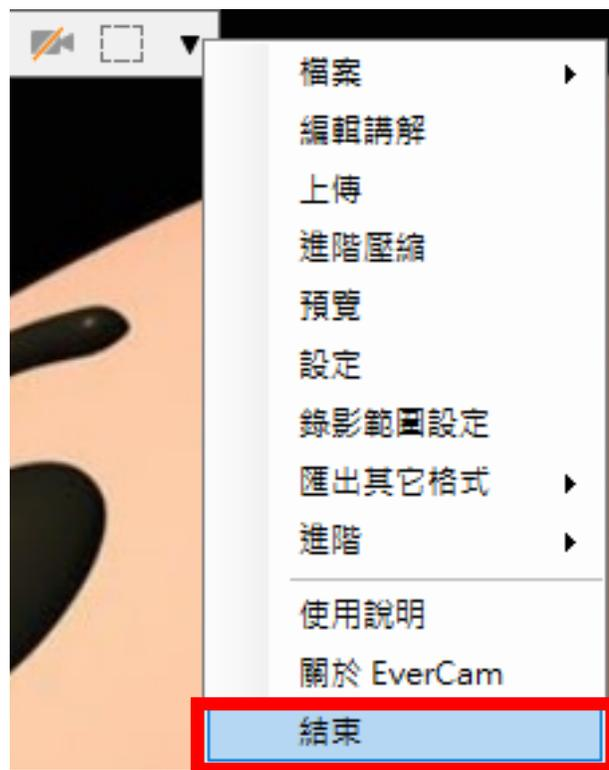 檔案
編輯講解
上傳
進階壓縮
預覽
設定
錄影範圍設定
匯出其它格式
進階
使用說明
關於 EverCam
結束